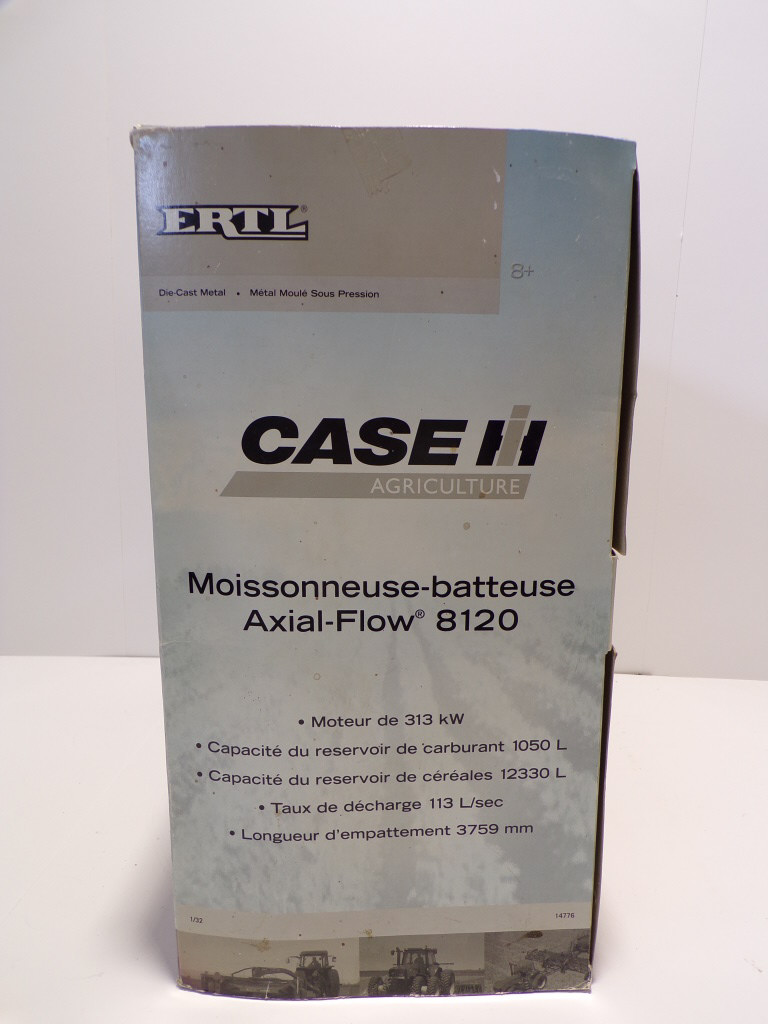 ERTL®
8+
Die-Cast Metal • Métal Moulé Sous Pression
CASE IH
AGRICULTURE
Moissonneuse-batteuse
Axial-Flow® 8120
• Moteur de 313 kW
• Capacité du reservoir de carburant 1050 L
• Capacité du reservoir de céréales 12330 L
• Taux de décharge 113 L/sec
• Longueur d'empattement 3759 mm
1/32 14776